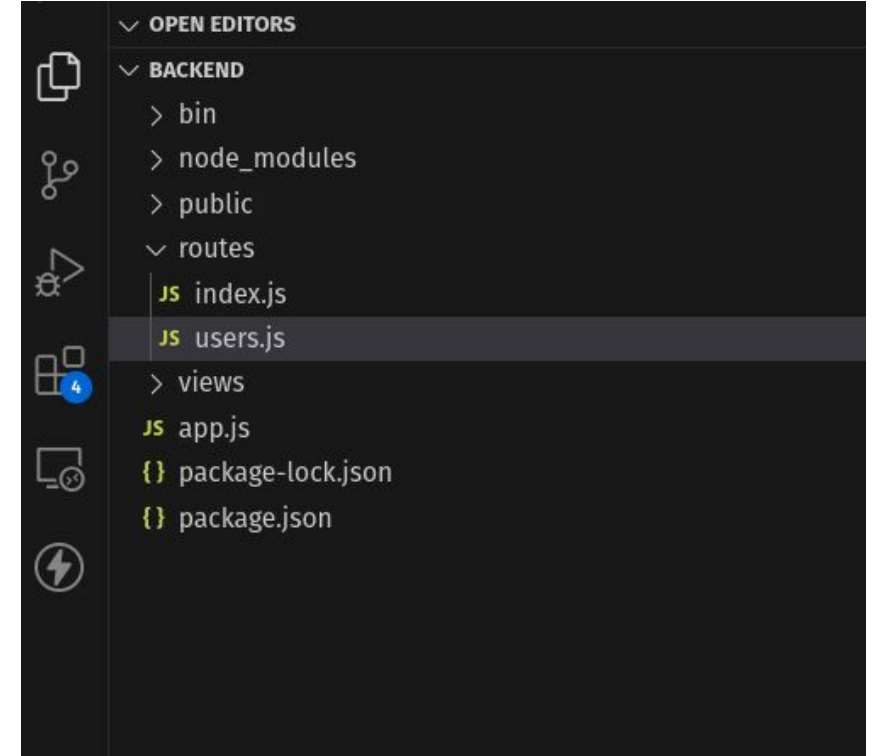 OPEN EDITORS
BACKEND
bin
node_modules
public
routes
JS index.js
JS users.js
views
JS app.js
{} package-lock.json
{} package.json
4